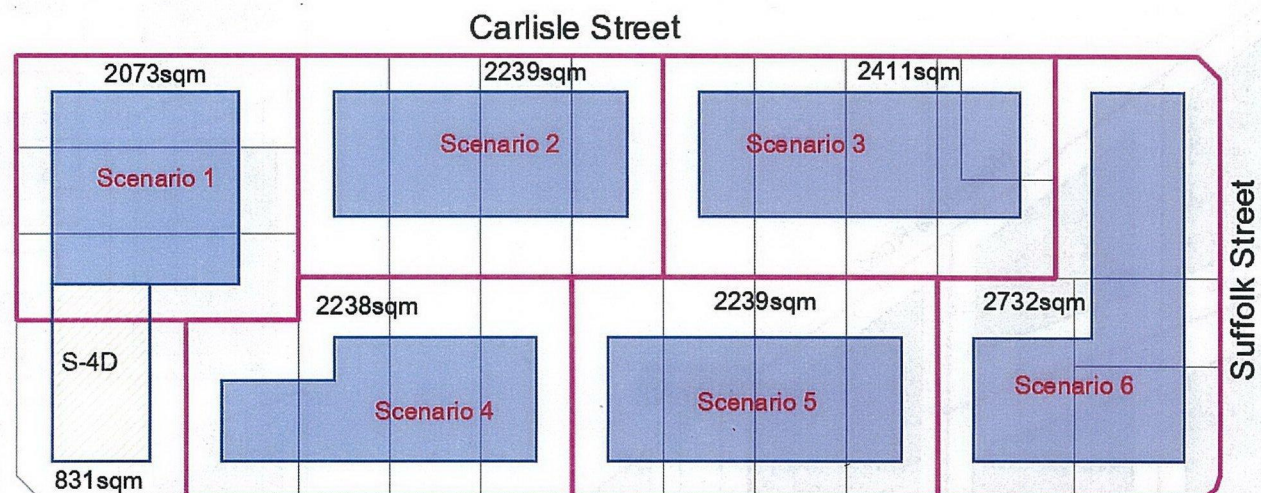 Carlisle Street
2073sqm
2239sqm
2411sqm
Scenario 1
Scenario 2
Scenario 3
Suffolk Street
2238sqm
2239sqm
2732sqm
S-4D
Scenario 4
Scenario 5
Scenario 6
831sqm